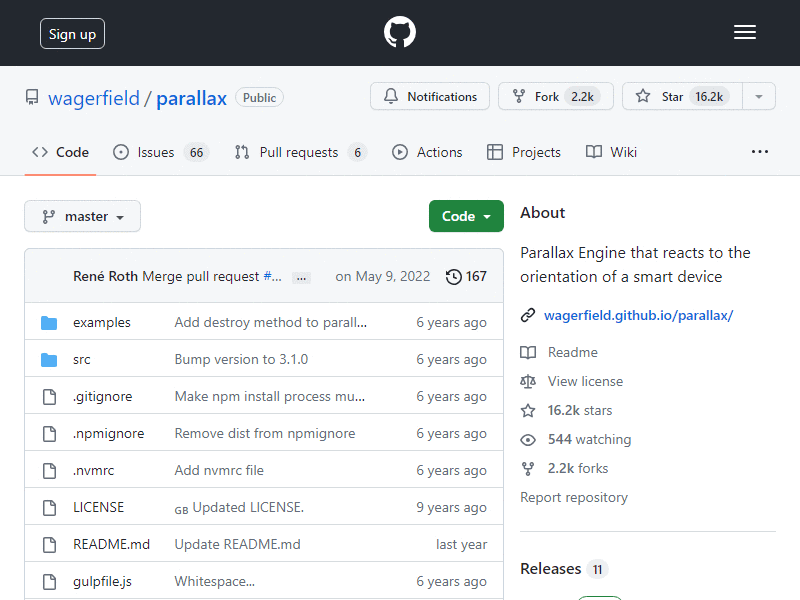 Sign up
wagerfield / parallax Public
Notifications
Fork 2.2k
Star 16.2k
Code
Issues 66
Pull requests 6
Actions
Projects
Wiki
master
Code
René Roth Merge pull request #... ... on May 9, 2022 167
examples Add destroy method to parall... 6 years ago
src Bump version to 3.1.0 6 years ago
.gitignore Make npm install process mu... 6 years ago
.npmignore Remove dist from npmignore 6 years ago
.nvmrc Add nvmrc file 6 years ago
LICENSE GB Updated LICENSE. 9 years ago
README.md Update README.md last year
gulpfile.js Whitespace... 6 years ago
About
Parallax Engine that reacts to the
orientation of a smart device
wagerfield.github.io/parallax/
Readme
View license
16.2k stars
544 watching
2.2k forks
Report repository
Releases 11